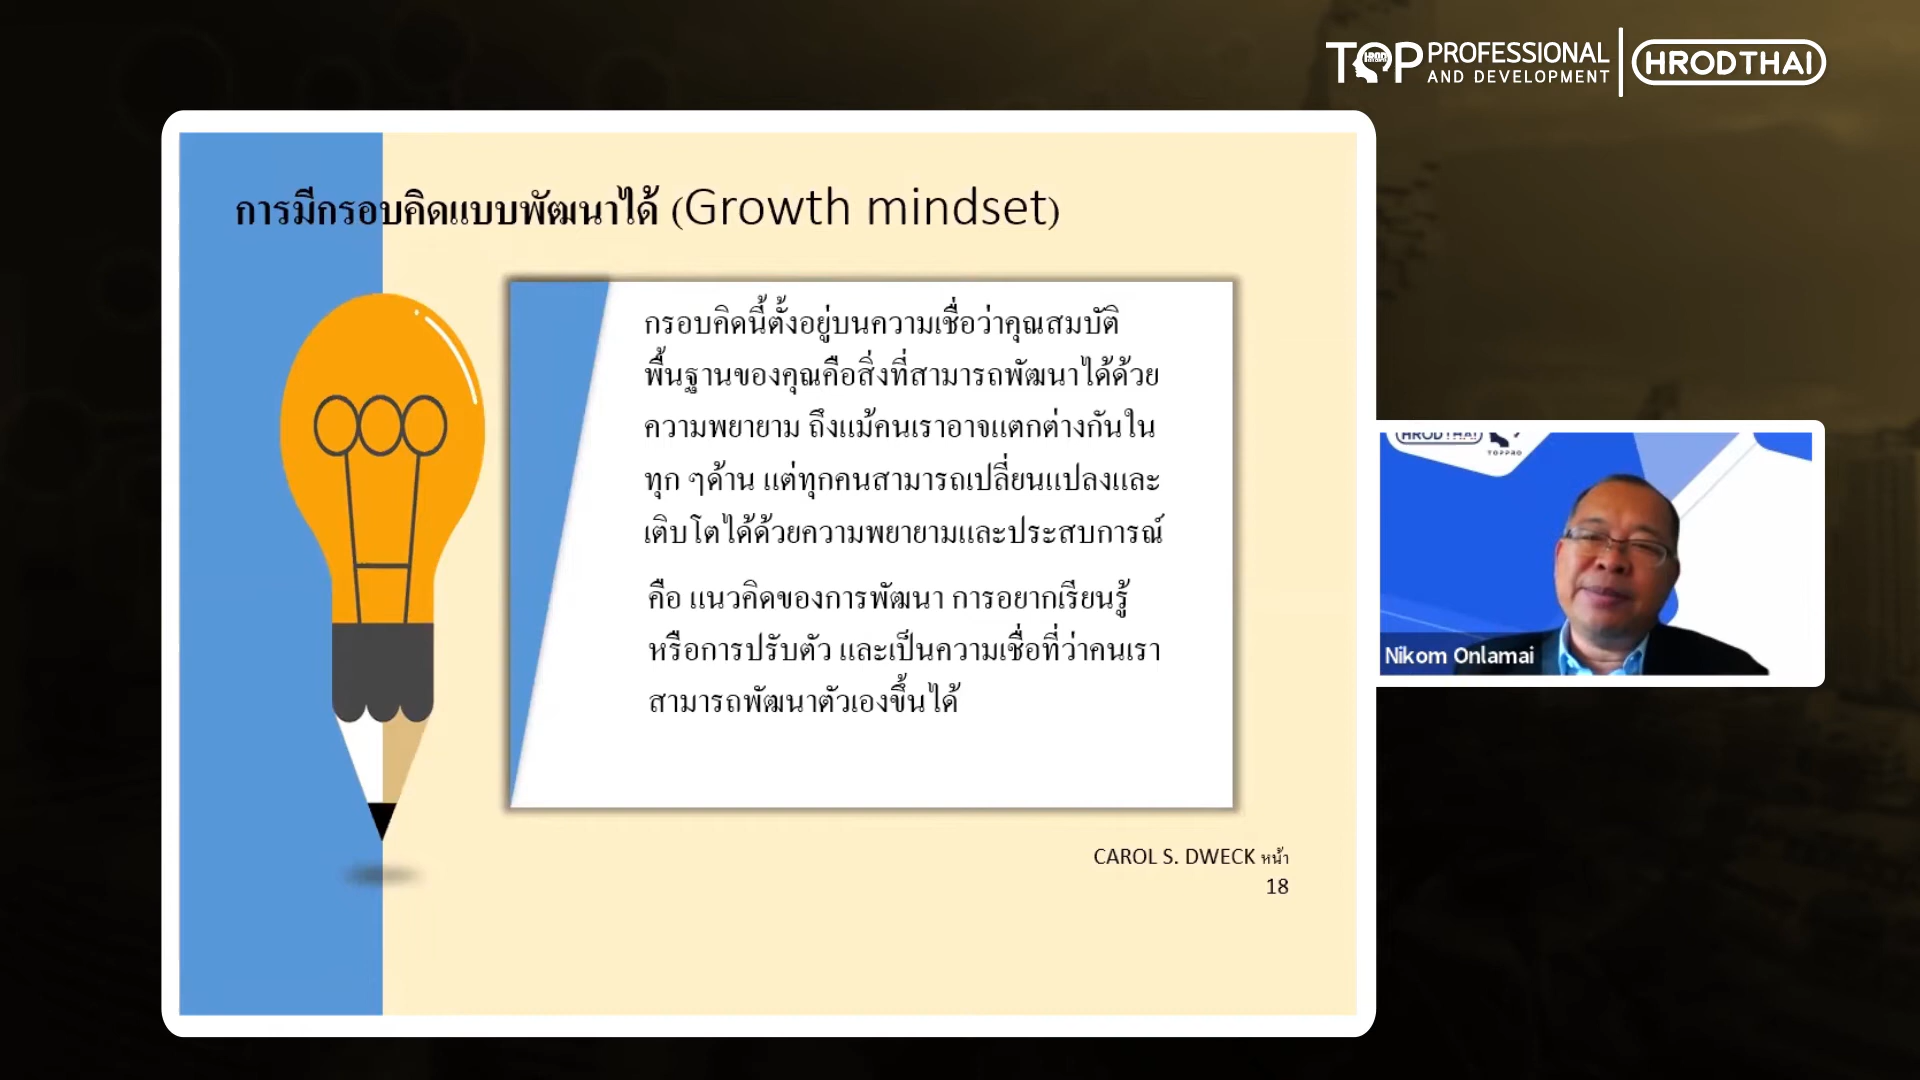 TOP PROFESSIONAL
AND DEVELOPMENT
HRODTHAI
การมีกรอบคิดแบบพัฒนาได้ (Growth mindset)
กรอบคิดนี้ตั้งอยู่บนความเชื่อว่าคุณสมบัติ
พื้นฐานของคุณคือสิ่งที่สามารถพัฒนาได้ด้วย
ความพยายาม ถึงแม้คนเราอาจแตกต่างกันใน
ทุก ๆด้าน แต่ทุกคนสามารถเปลี่ยนแปลงและ
เติบโตได้ด้วยความพยายามและประสบการณ์
คือ แนวคิดของการพัฒนา การอยากเรียนรู้
หรือการปรับตัว และเป็นความเชื่อที่ว่าคนเรา
สามารถพัฒนาตัวเองขึ้นได้
CAROL S. DWECK หน้า
18
HRODTHAI
TOPPRO
Nikom Onlamai